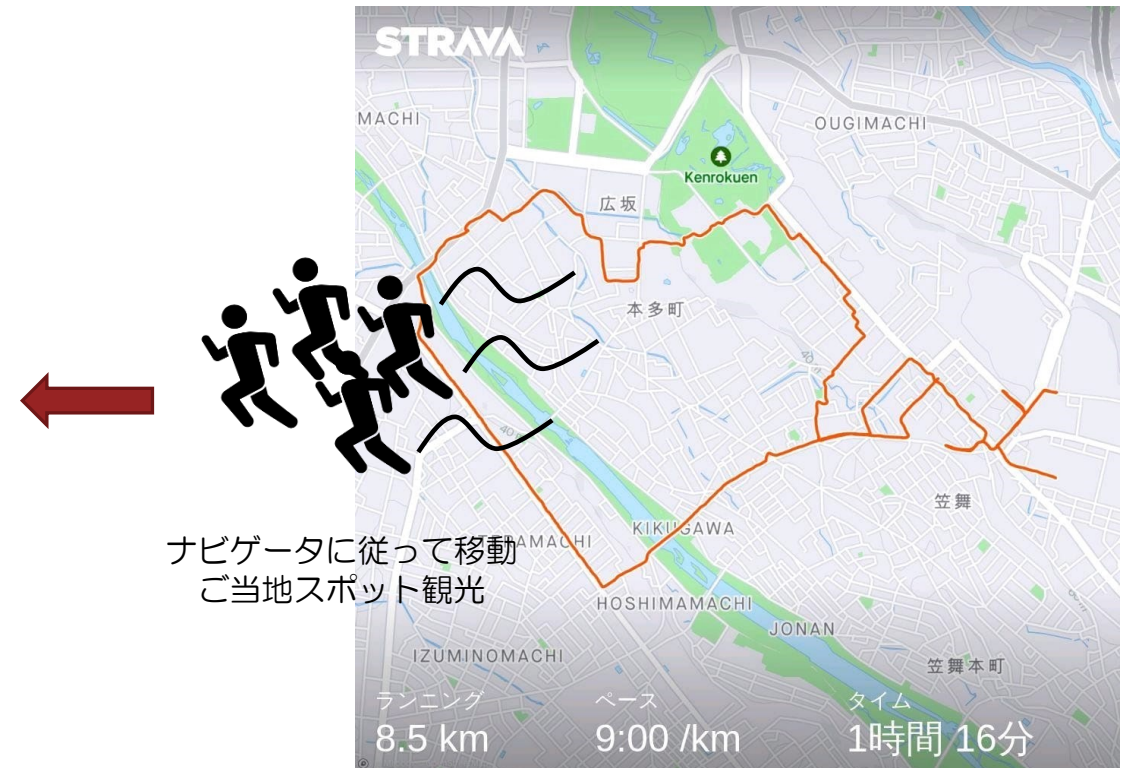 STRAVA
MACHI
OUGIMACHI
Kenrokuen
広坂
本多町
笠舞
KIKUGAWA
ナビゲータに従って移動
ご当地スポット観光
HOSHIMAMACHI
JONAN
IZUMINOMACHI
笠舞本町
ランニング ペース タイム
8.5 km 9:00 /km 1時間 16分